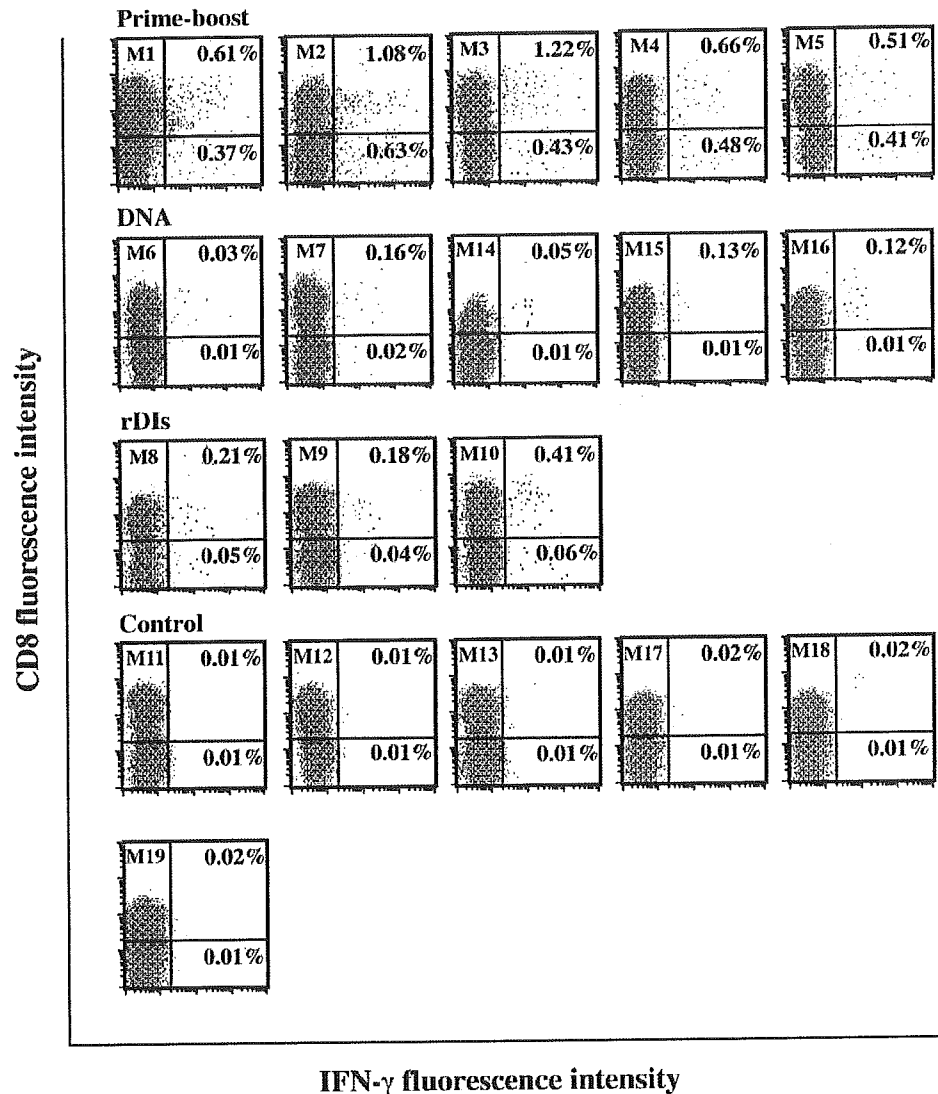 Prime-boost
M1 0.61% M2 1.08% M3 1.22% M4 0.66% M5 0.51%
0.37% 0.63% 0.43% 0.48% 0.41%
DNA
M6 0.03% M7 0.16% M14 0.05% M15 0.13% M16 0.12%
0.01% 0.02% 0.01% 0.01% 0.01%
rDIs
M8 0.21% M9 0.18% M10 0.41%
0.05% 0.04% 0.06%
Control
M11 0.01% M12 0.01% M13 0.01% M17 0.02% M18 0.02%
0.01% 0.01% 0.01% 0.01% 0.01%
M19 0.02%
0.01%
CD8 fluorescence intensity
IFN-γ fluorescence intensity